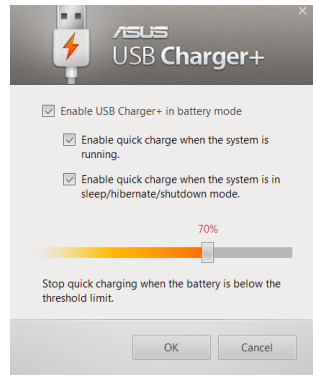 ASUS
USB Charger+
Enable USB Charger+ in battery mode
Enable quick charge when the system is
running.
Enable quick charge when the system is in
sleep/hibernate/shutdown mode.
70%
Stop quick charging when the battery is below the
threshold limit.
OK Cancel